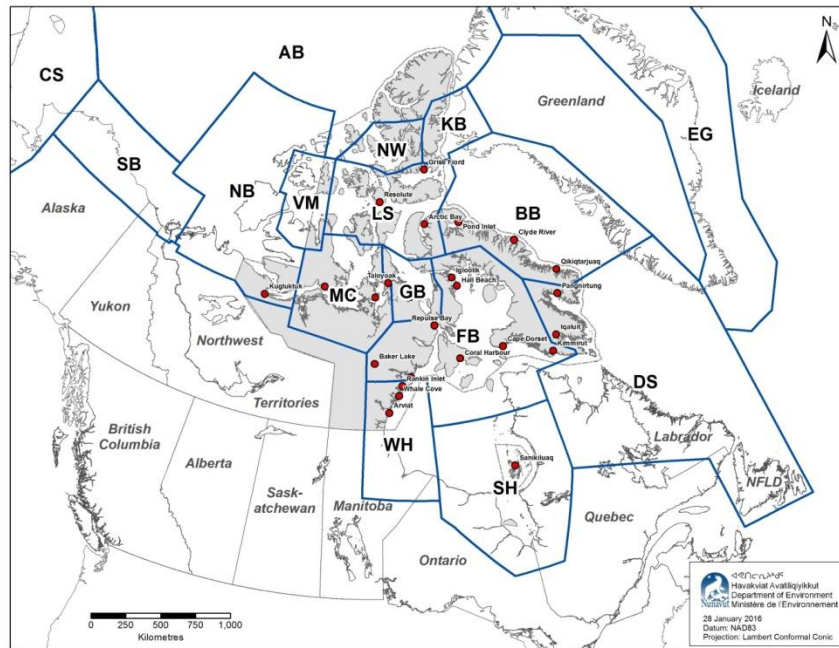 N
AB
CS
Greenland
Iceland
KB
EG
NW
SB
Grise Fiord
NB
VM
Resolute
BB
Alaska
LS
Arctic Bay
Pond Inlet
Clyde River
Qikiqtarjuaq
Taloyoak
Igloolik
Hall Beach
Kugluktuk
MC
GB
Pangnirtung
Yukon
Repulse Bay
Northwest
FB
Iqaluit
Cape Dorset
Kimmirut
Baker Lake
Coral Harbour
Rankin Inlet
Whale Cove
DS
Territories
Arviat
British
Columbia
WH
Labrador
Alberta
Sanikiluaq
Sask-
atchewan
SH
NFLD
Manitoba
Quebec
Ontario
Havakviat Avatiliqiyikkut
Department of Environment
Nunavut Ministère de l'Environnement
28 January 2016
Datum: NAD83
Projection: Lambert Conformal Conic
0 250 500 750 1,000
Kilometres